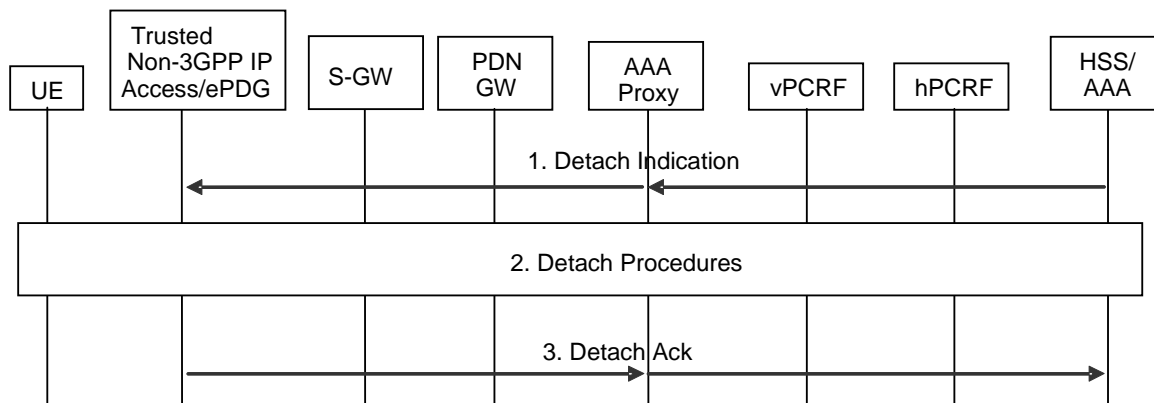 UE
Trusted
Non-3GPP IP
Access/ePDG
S-GW
PDN
GW
AAA
Proxy
vPCRF
hPCRF
HSS/
AAA
1. Detach Indication
2. Detach Procedures
3. Detach Ack